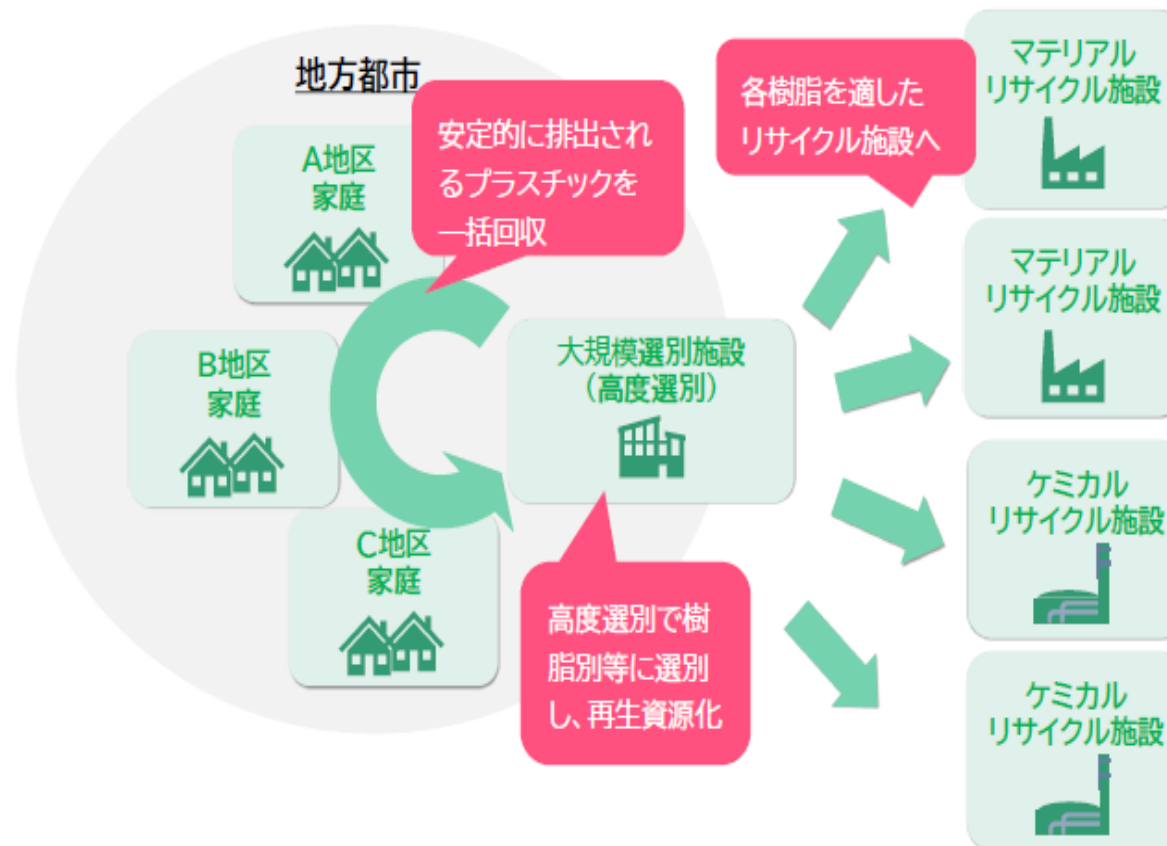 地方都市
A地区
家庭
安定的に排出され
るプラスチックを
一括回収
B地区
家庭
C地区
家庭
大規模選別施設
（高度選別）
高度選別で樹
脂別等に選別
し、再生資源化
各樹脂を適した
リサイクル施設へ
マテリアル
リサイクル施設
マテリアル
リサイクル施設
ケミカル
リサイクル施設
ケミカル
リサイクル施設